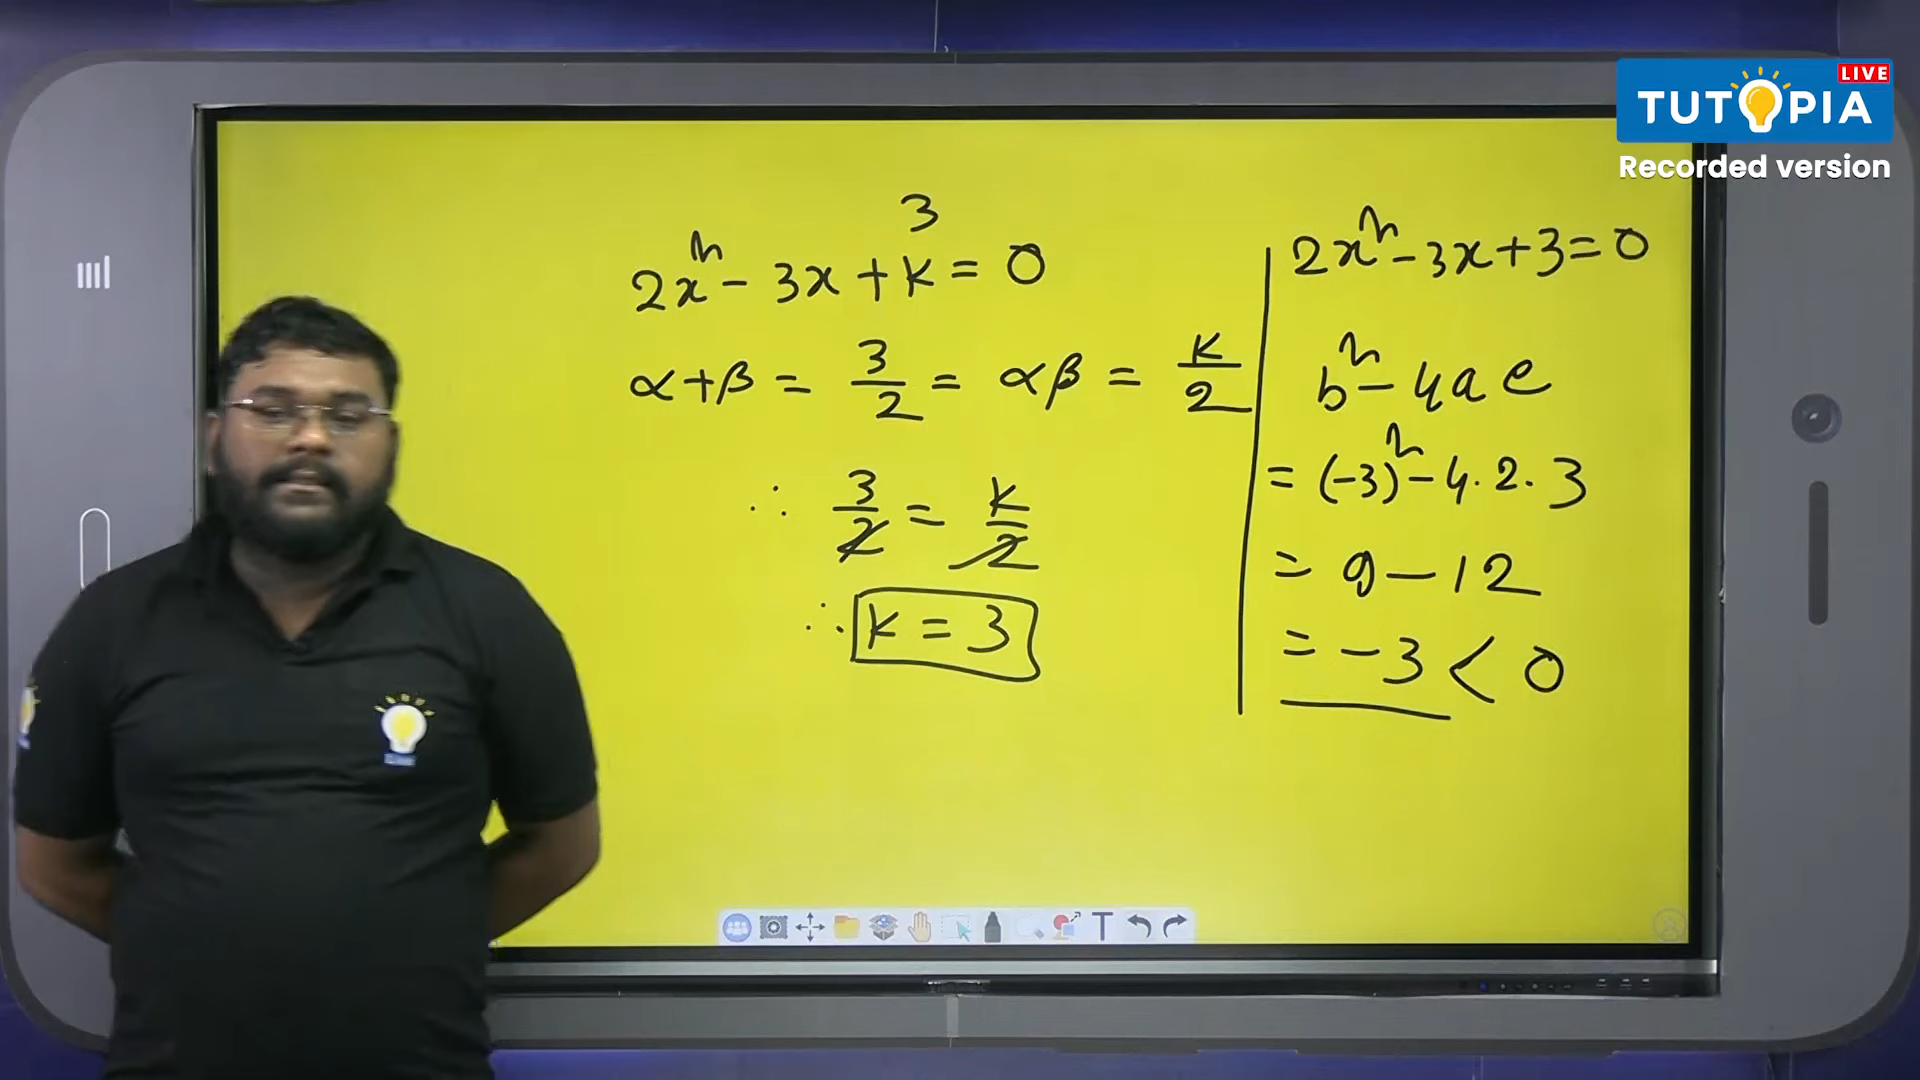 LIVE
TUTOPIA
Recorded version
2x² - 3x + k = 0
3
α+β = 3/2 = αβ = k/2
∴ 3/2 = k/2
∴ k = 3
2x² - 3x + 3 = 0
b² - 4ac
= (-3)² - 4.2.3
= 9 - 12
= -3 < 0
T